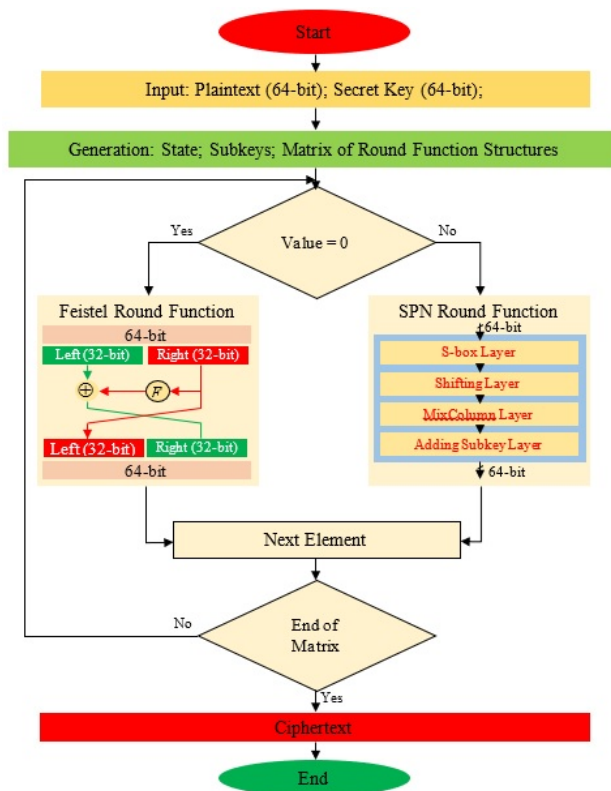 Start
Input: Plaintext (64-bit); Secret Key (64-bit);
Generation: State; Subkeys; Matrix of Round Function Structures
Yes
No
Value = 0
Feistel Round Function
64-bit
Left (32-bit)
Right (32-bit)
⊕
F
Left (32-bit)
Right (32-bit)
64-bit
SPN Round Function
64-bit
S-box Layer
Shifting Layer
MixColumn Layer
Adding Subkey Layer
64-bit
Next Element
No
End of
Matrix
Yes
Ciphertext
End